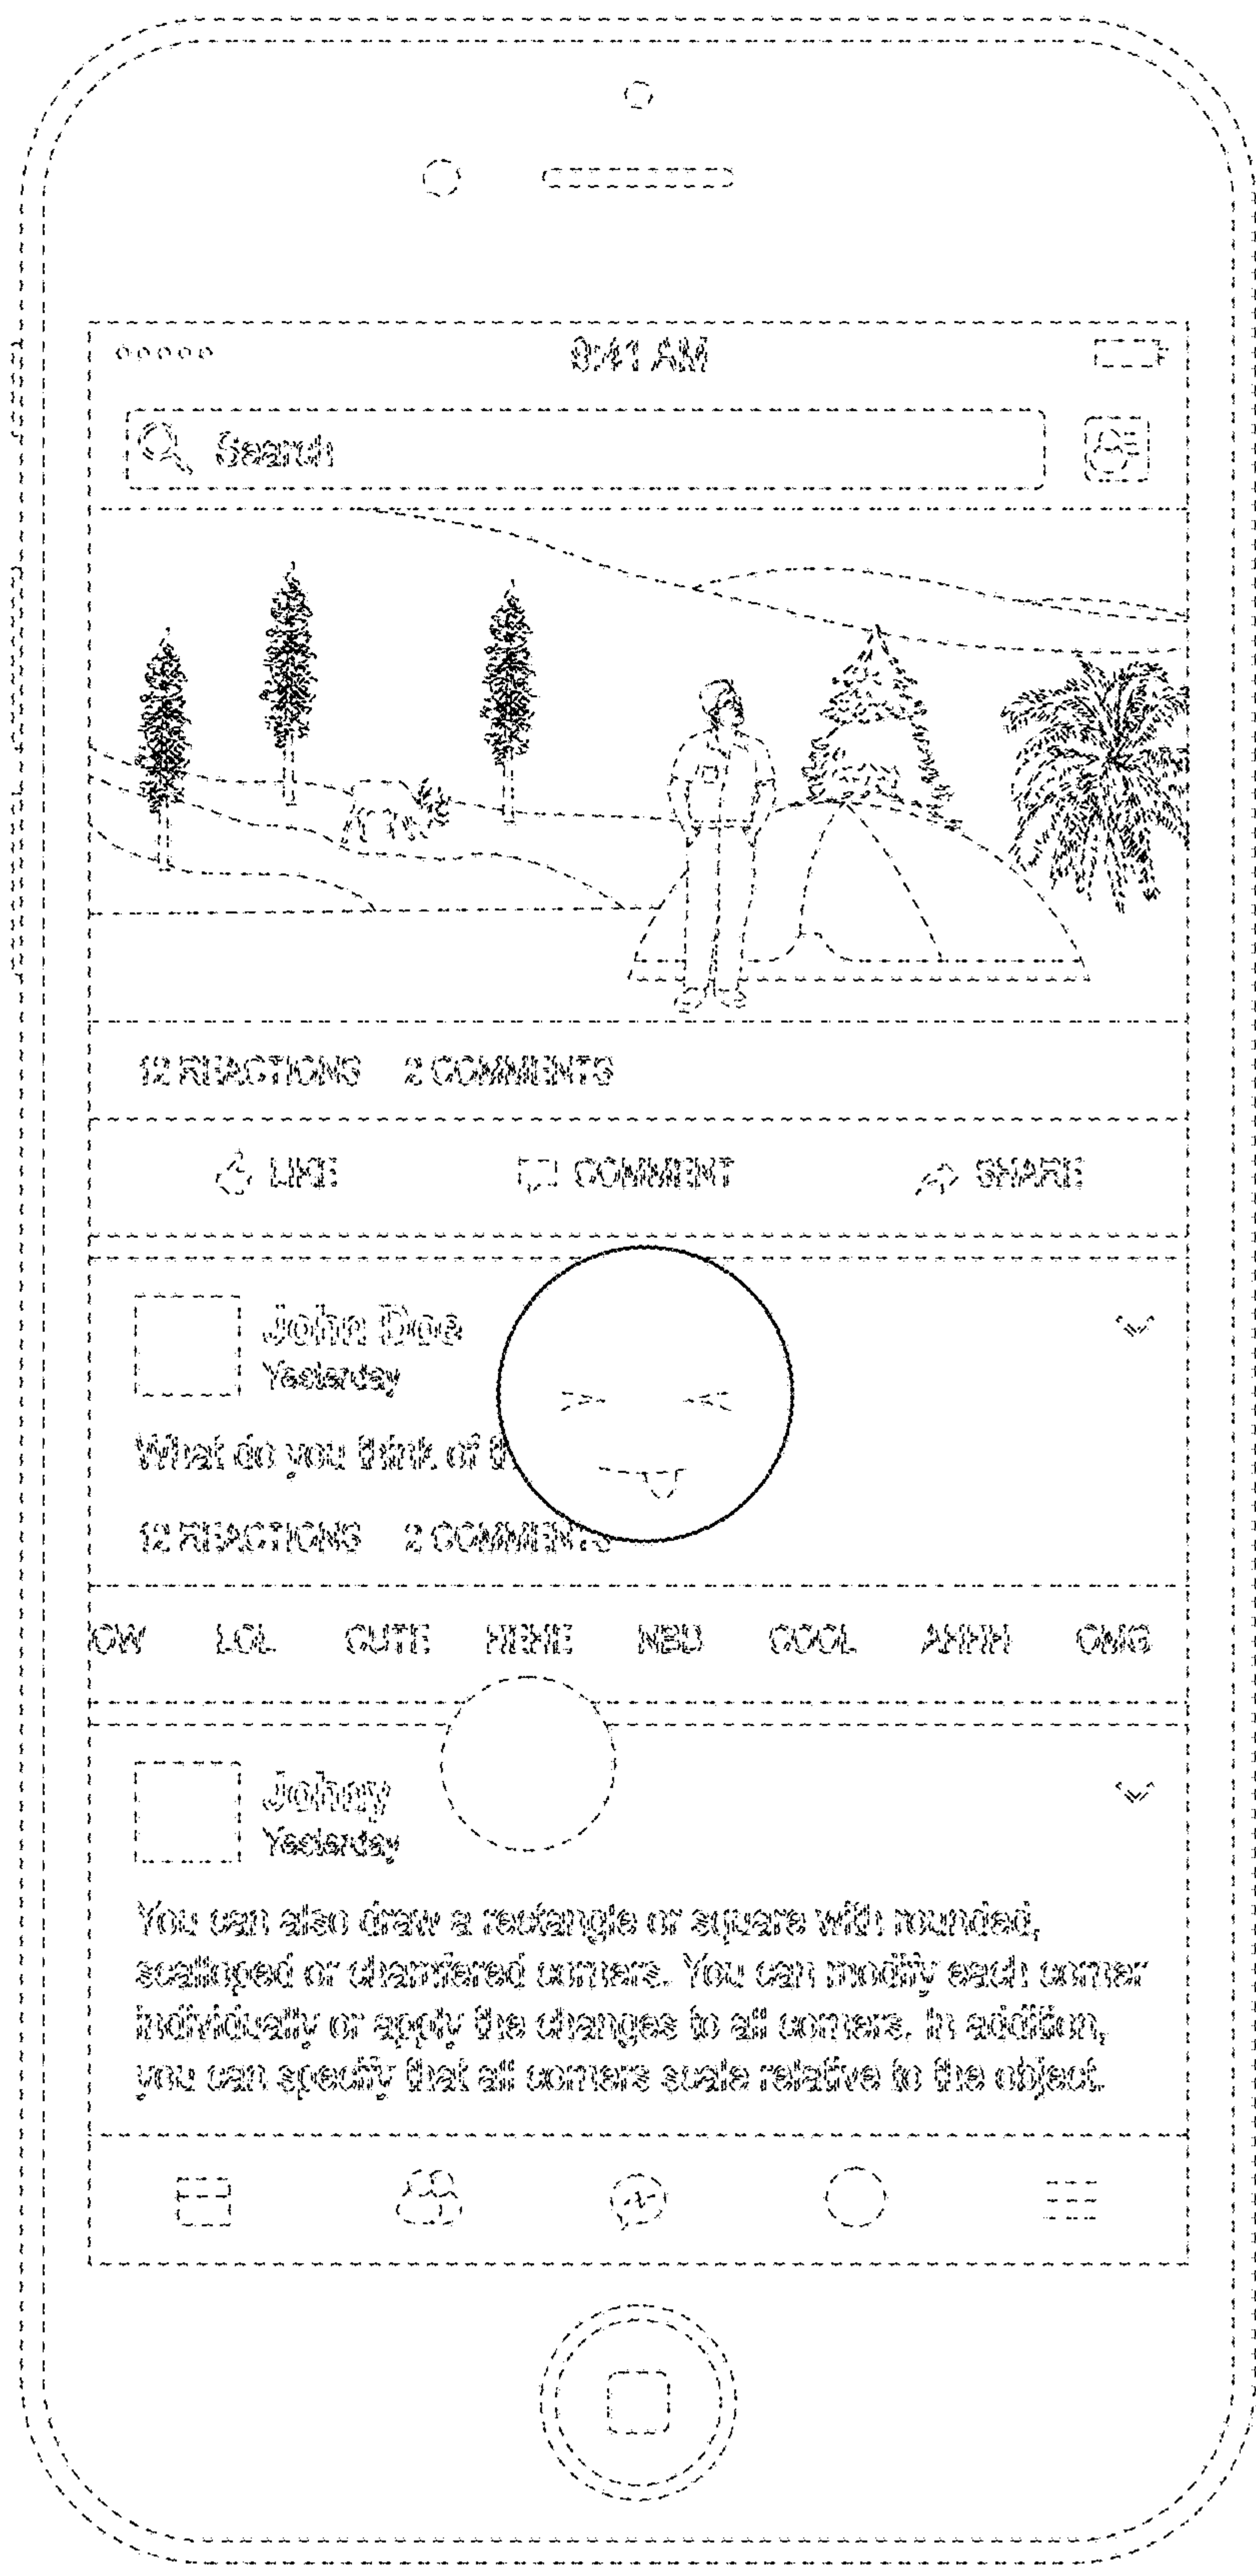 9:41 AM
Search
12 REACTIONS 2 COMMENTS
LIKE COMMENT SHARE
John Doe
Yesterday
What do you think of th
12 REACTIONS 2 COMMENTS
OW LOL CUTE HEHE NBD COOL AHHH OMG
Johny
Yesterday
You can also draw a rectangle or square with rounded,
scalloped or chamfered corners. You can modify each corner
individually or apply the changes to all corners. In addition,
you can specify that all corners scale relative to the object.